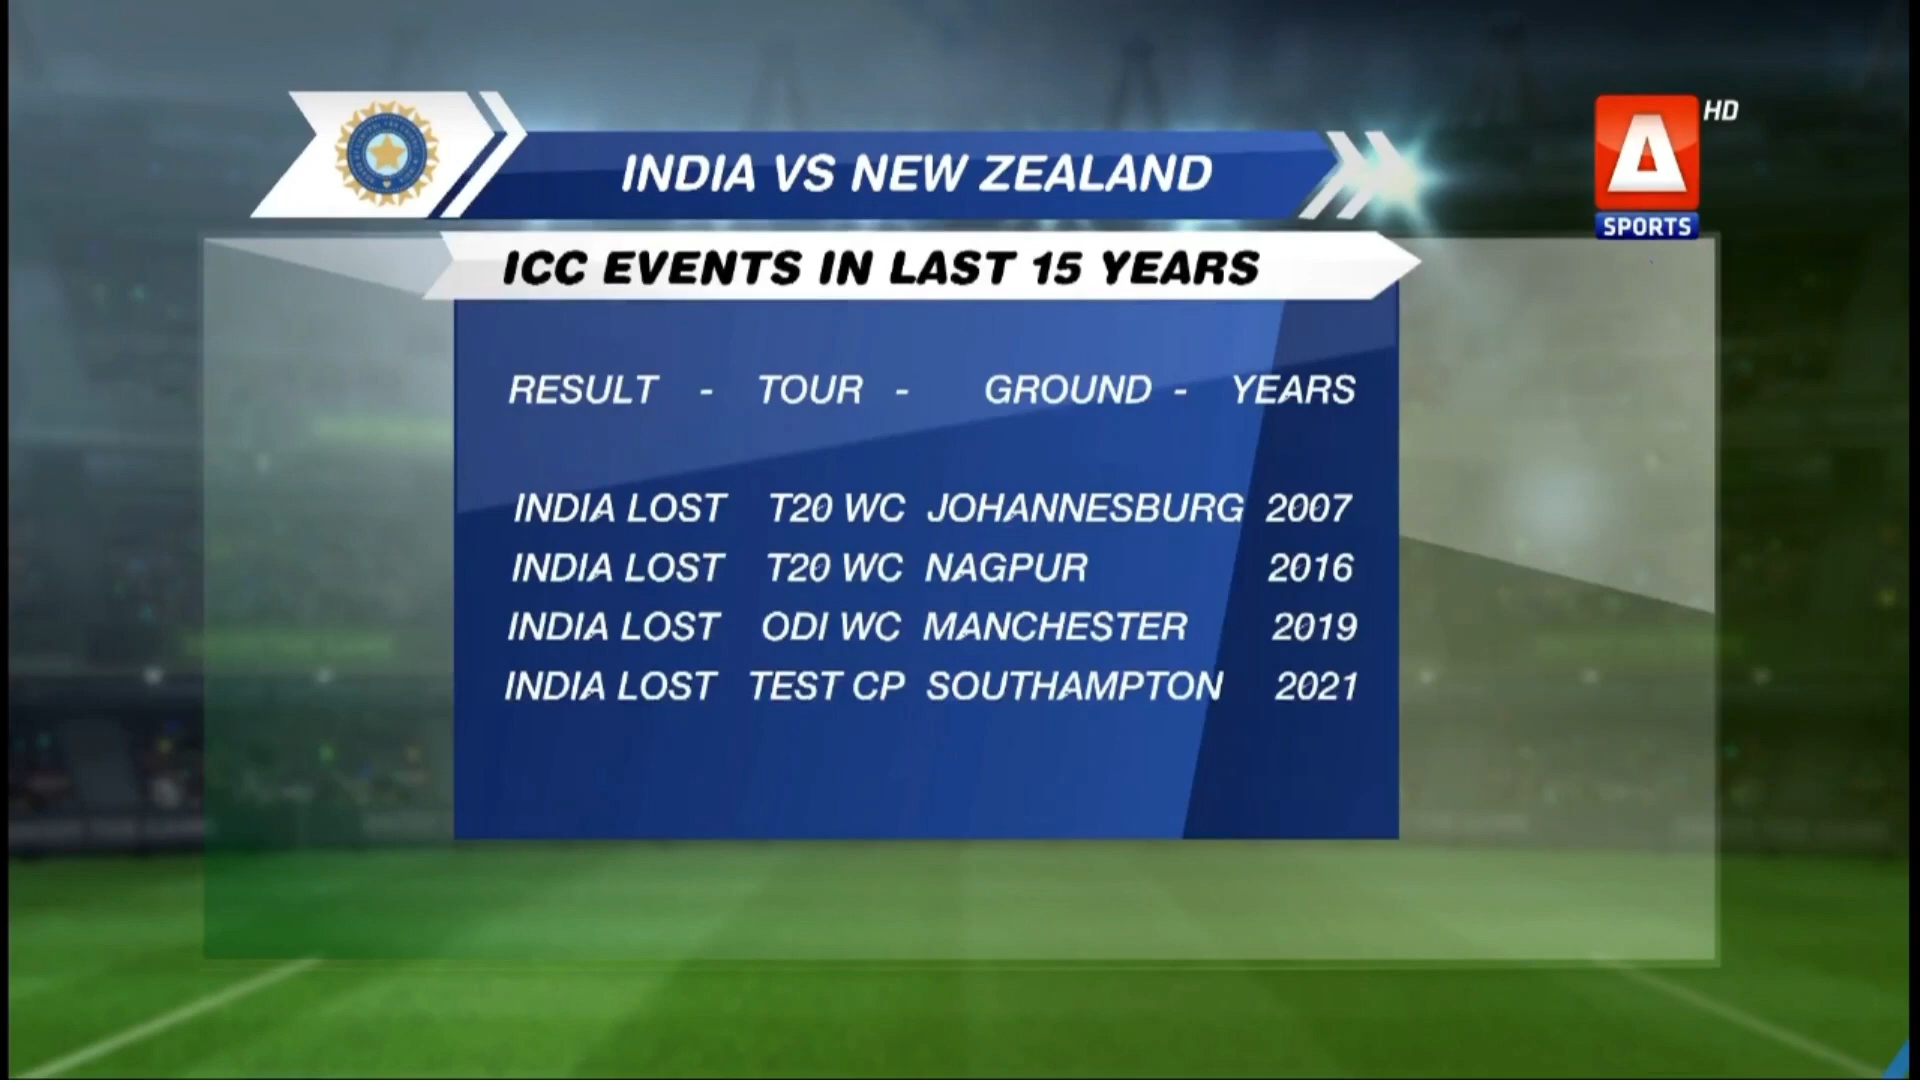 INDIA VS NEW ZEALAND
HD
SPORTS
ICC EVENTS IN LAST 15 YEARS
RESULT - TOUR - GROUND - YEARS
INDIA LOST T20 WC JOHANNESBURG 2007
INDIA LOST T20 WC NAGPUR 2016
INDIA LOST ODI WC MANCHESTER 2019
INDIA LOST TEST CP SOUTHAMPTON 2021